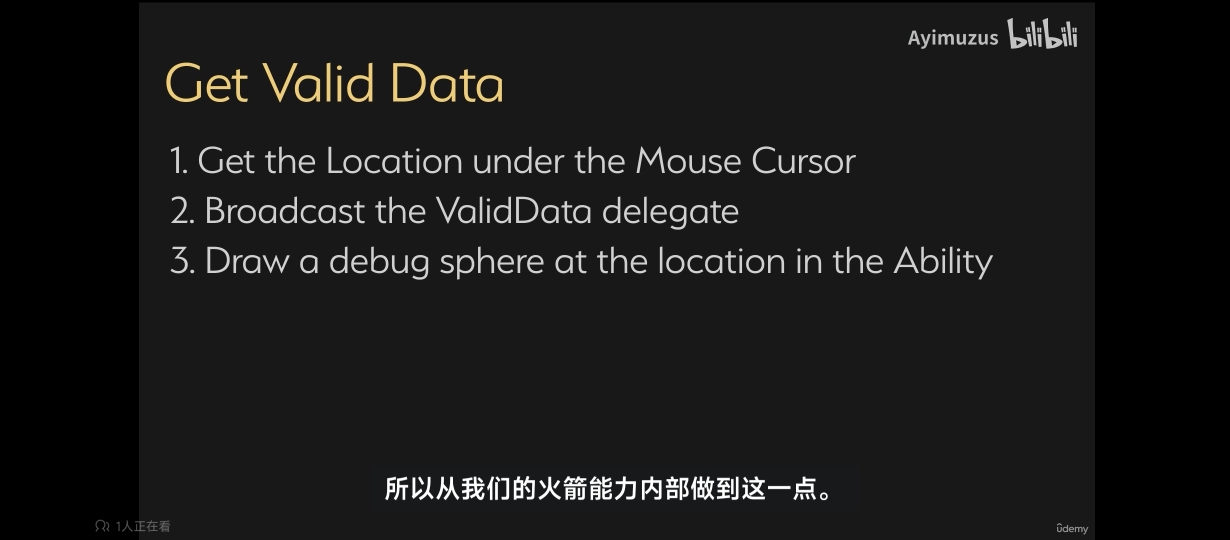 Ayimuzus bilibili
Get Valid Data
1. Get the Location under the Mouse Cursor
2. Broadcast the ValidData delegate
3. Draw a debug sphere at the location in the Ability
所以从我们的火箭能力内部做到这一点。
1人正在看
ûdemy